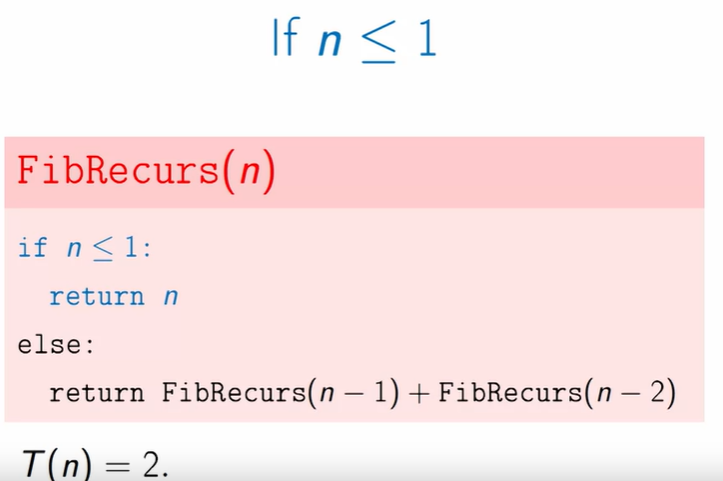 If n ≤ 1
FibRecurs(n)
if n ≤ 1:
return n
else:
return FibRecurs(n − 1) + FibRecurs(n − 2)
T(n) = 2.